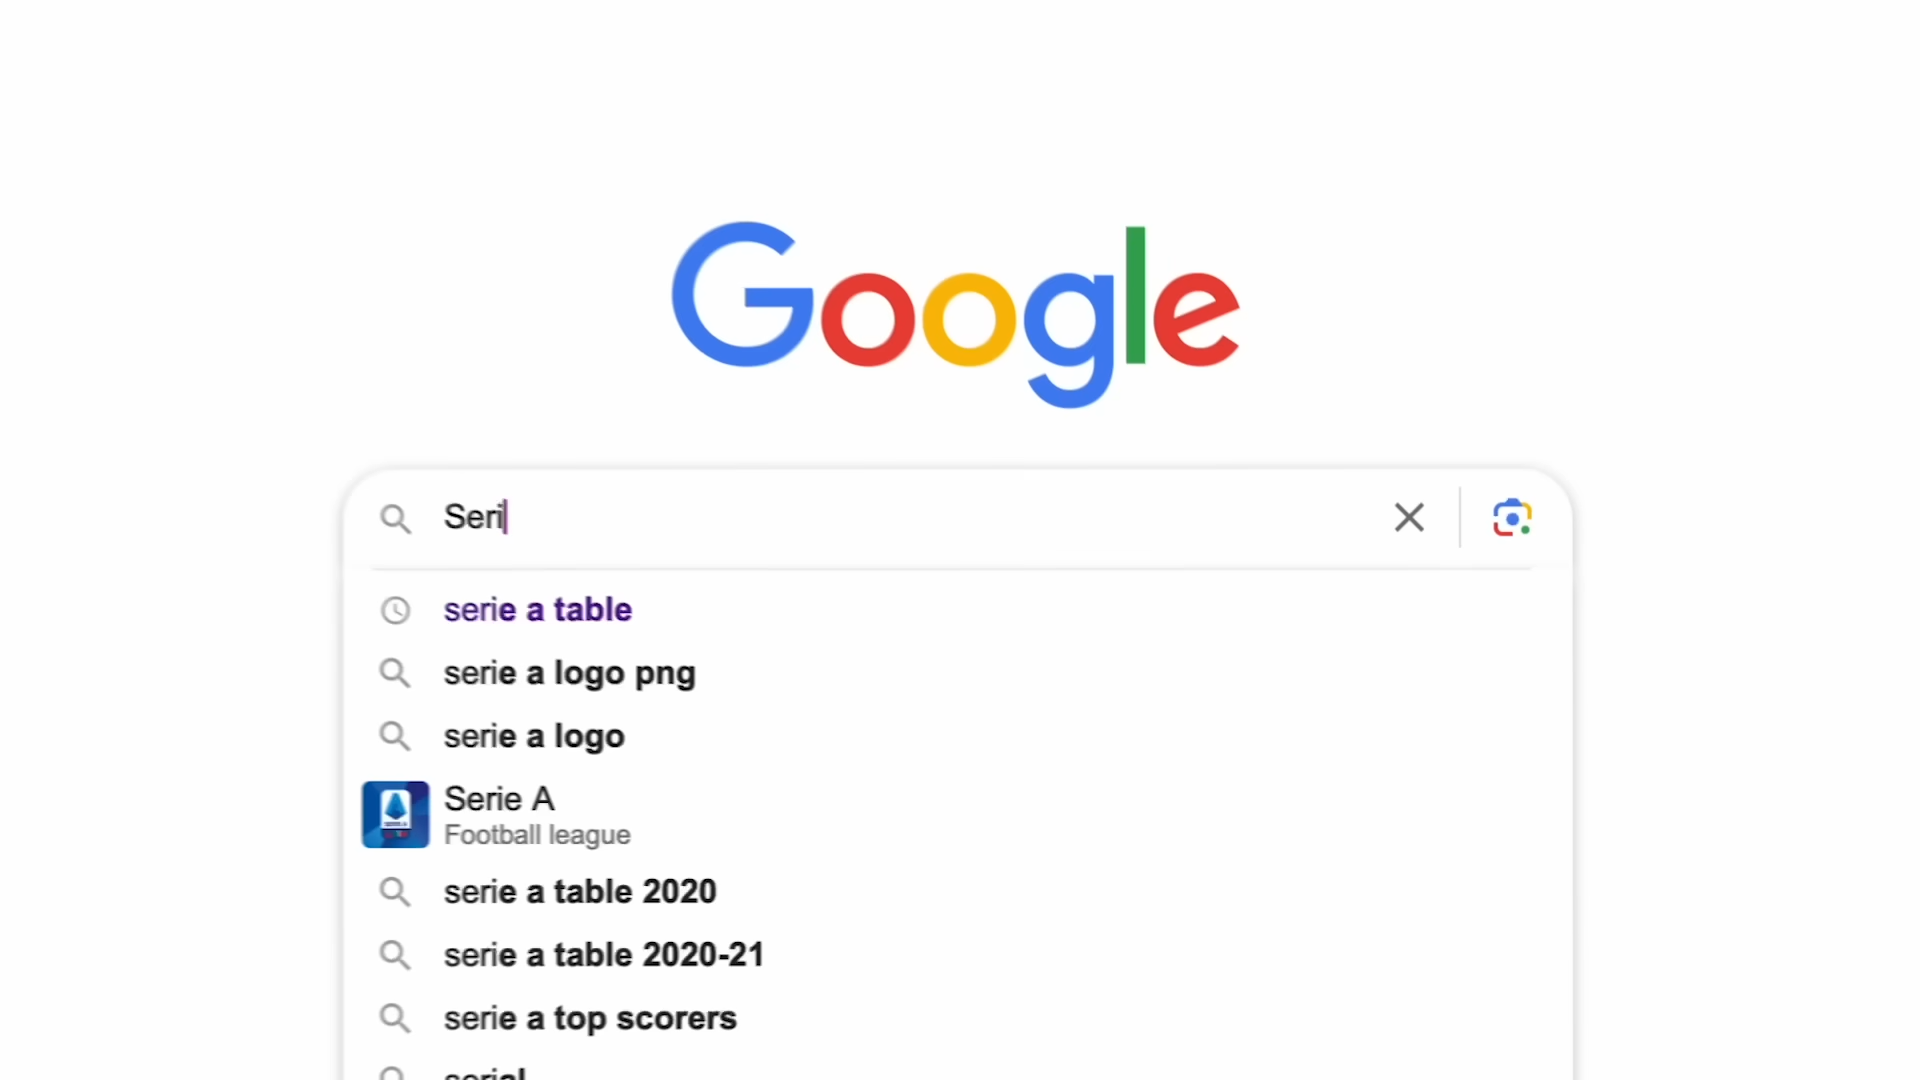 Google
Seri
serie a table
serie a logo png
serie a logo
Serie A
Football league
serie a table 2020
serie a table 2020-21
serie a top scorers
serial